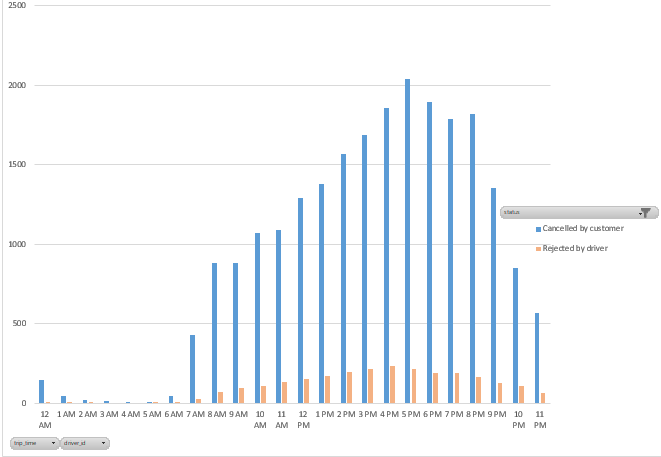 2500
2000
1500
1000
500
0
12 AM 1 AM 2 AM 3 AM 4 AM 5 AM 6 AM 7 AM 8 AM 9 AM 10 AM 11 AM 12 PM 1 PM 2 PM 3 PM 4 PM 5 PM 6 PM 7 PM 8 PM 9 PM 10 PM 11 PM
status
Cancelled by customer
Rejected by driver
trip_time driver_id